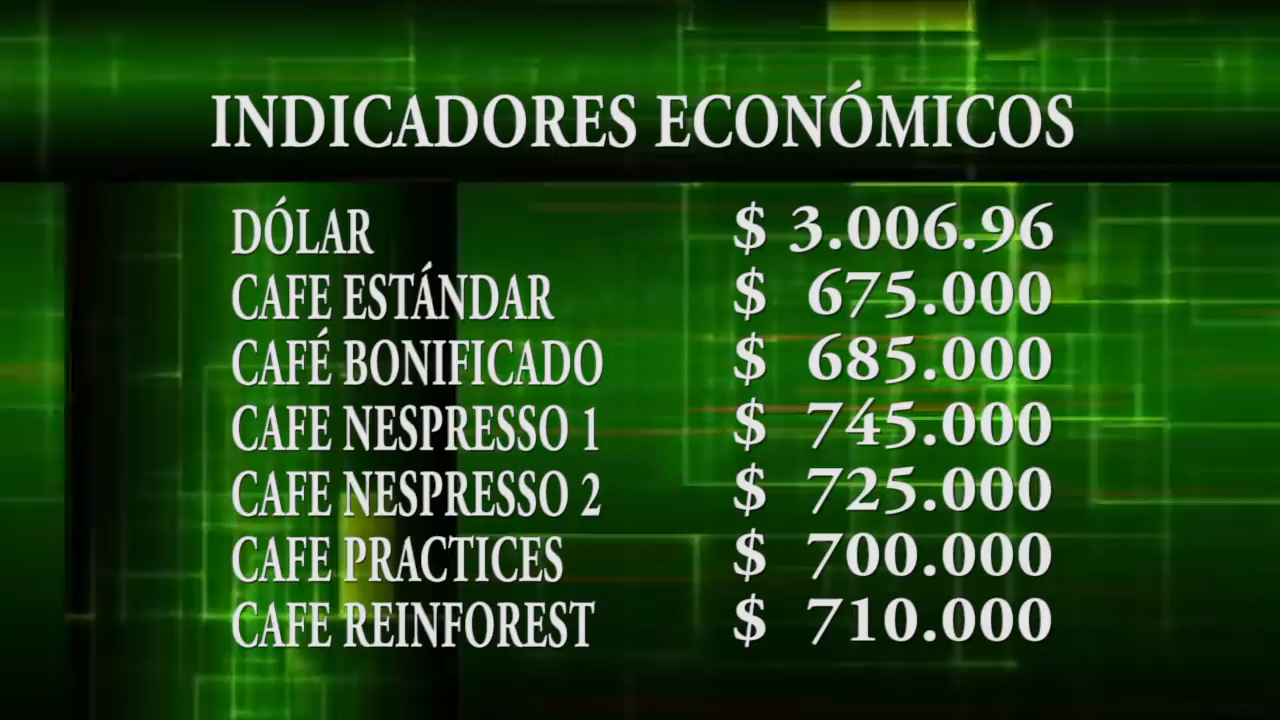 INDICADORES ECONÓMICOS
DÓLAR $ 3.006.96
CAFE ESTÁNDAR $ 675.000
CAFÉ BONIFICADO $ 685.000
CAFE NESPRESSO 1 $ 745.000
CAFE NESPRESSO 2 $ 725.000
CAFE PRACTICES $ 700.000
CAFE REINFOREST $ 710.000